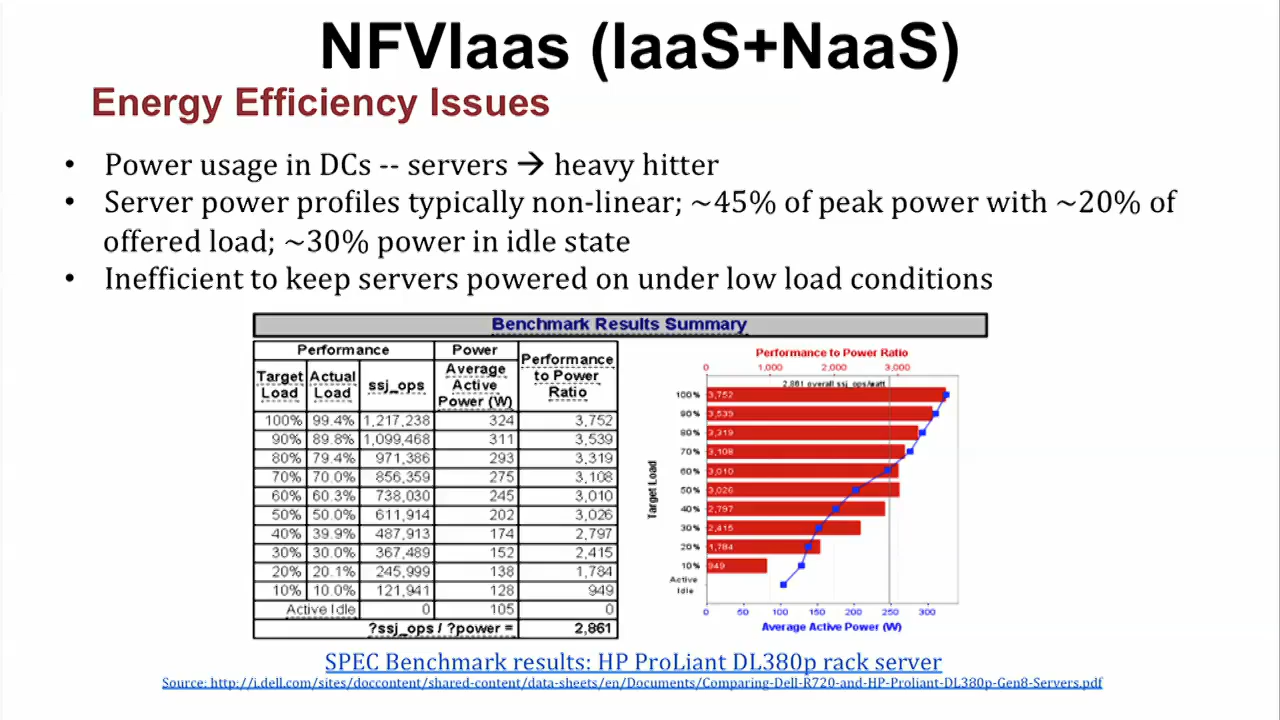 NFVIaas (IaaS+NaaS)
Energy Efficiency Issues
• Power usage in DCs -- servers → heavy hitter
• Server power profiles typically non-linear; ~45% of peak power with ~20% of
offered load; ~30% power in idle state
• Inefficient to keep servers powered on under low load conditions
Benchmark Results Summary
Performance Power Performance to Power Ratio
Target Load Actual Load ssj_ops Average Active Power (W)
100% 99.4% 1,217,238 324 3,752
90% 89.8% 1,099,468 311 3,539
80% 79.4% 971,386 293 3,319
70% 70.0% 856,359 275 3,108
60% 60.3% 738,030 245 3,010
50% 50.0% 611,914 202 3,026
40% 39.9% 487,913 174 2,797
30% 30.0% 367,489 152 2,415
20% 20.1% 245,999 138 1,784
10% 10.0% 121,941 128 949
Active Idle 0 105 0
?ssj_ops / ?power = 2,861
Performance to Power Ratio
0 1,000 2,000 3,000
2,861 overall ssj_ops/watt
Target Load
100% 3,752
90% 3,539
80% 3,319
70% 3,108
60% 3,010
50% 3,026
40% 2,797
30% 2,415
20% 1,784
10% 949
Active
Idle
0 50 100 150 200 250 300
Average Active Power (W)
SPEC Benchmark results: HP ProLiant DL380p rack server
Source: http://i.dell.com/sites/doccontent/shared-content/data-sheets/en/Documents/Comparing-Dell-R720-and-HP-Proliant-DL380p-Gen8-Servers.pdf